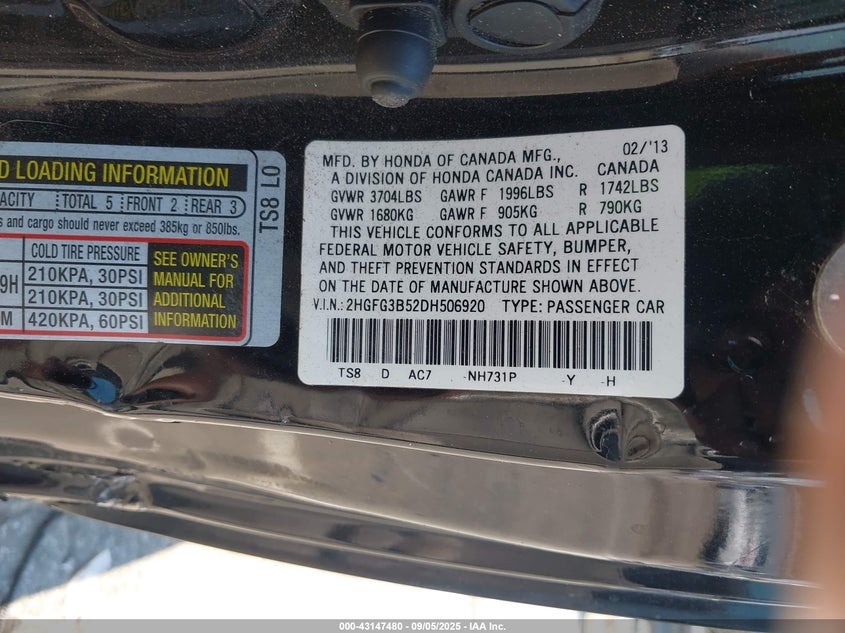 D LOADING INFORMATION
ACITY TOTAL 5 FRONT 2 REAR 3
s and cargo should never exceed 385kg or 850lbs.
COLD TIRE PRESSURE
9H 210KPA, 30PSI
210KPA, 30PSI
M 420KPA, 60PSI
SEE OWNER'S
MANUAL FOR
ADDITIONAL
INFORMATION
TS8 L0
02/'13
MFD. BY HONDA OF CANADA MFG., CANADA
A DIVISION OF HONDA CANADA INC.
GVWR 3704LBS GAWR F 1996LBS R 1742LBS
GVWR 1680KG GAWR F 905KG R 790KG
THIS VEHICLE CONFORMS TO ALL APPLICABLE
FEDERAL MOTOR VEHICLE SAFETY, BUMPER,
AND THEFT PREVENTION STANDARDS IN EFFECT
ON THE DATE OF MANUFACTURE SHOWN ABOVE.
V.I.N.: 2HGFG3B52DH506920 TYPE: PASSENGER CAR
TS8 D AC7 NH731P Y H
000-43147480 - 09/05/2025 - IAA Inc.